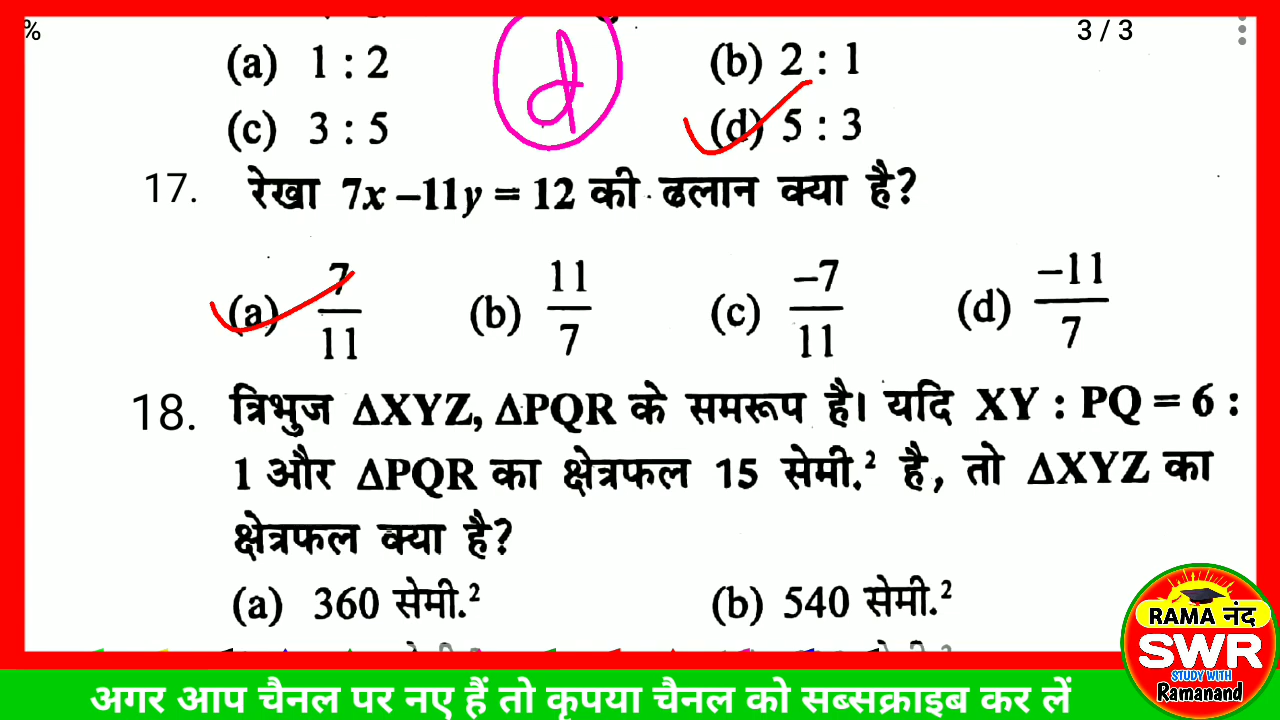 %
3 / 3
(a) 1 : 2 (b) 2 : 1
d
(c) 3 : 5 (d) 5 : 3
17. रेखा 7x –11y = 12 की ढलान क्या है?
(a) 7/11 (b) 11/7 (c) –7/11 (d) –11/7
18. त्रिभुज ΔXYZ, ΔPQR के समरूप है। यदि XY : PQ = 6 :
1 और ΔPQR का क्षेत्रफल 15 सेमी.² है, तो ΔXYZ का
क्षेत्रफल क्या है?
(a) 360 सेमी.² (b) 540 सेमी.²
RAMA नंद
SWR
STUDY WITH
Ramanand
अगर आप चैनल पर नए हैं तो कृपया चैनल को सब्सक्राइब कर लें